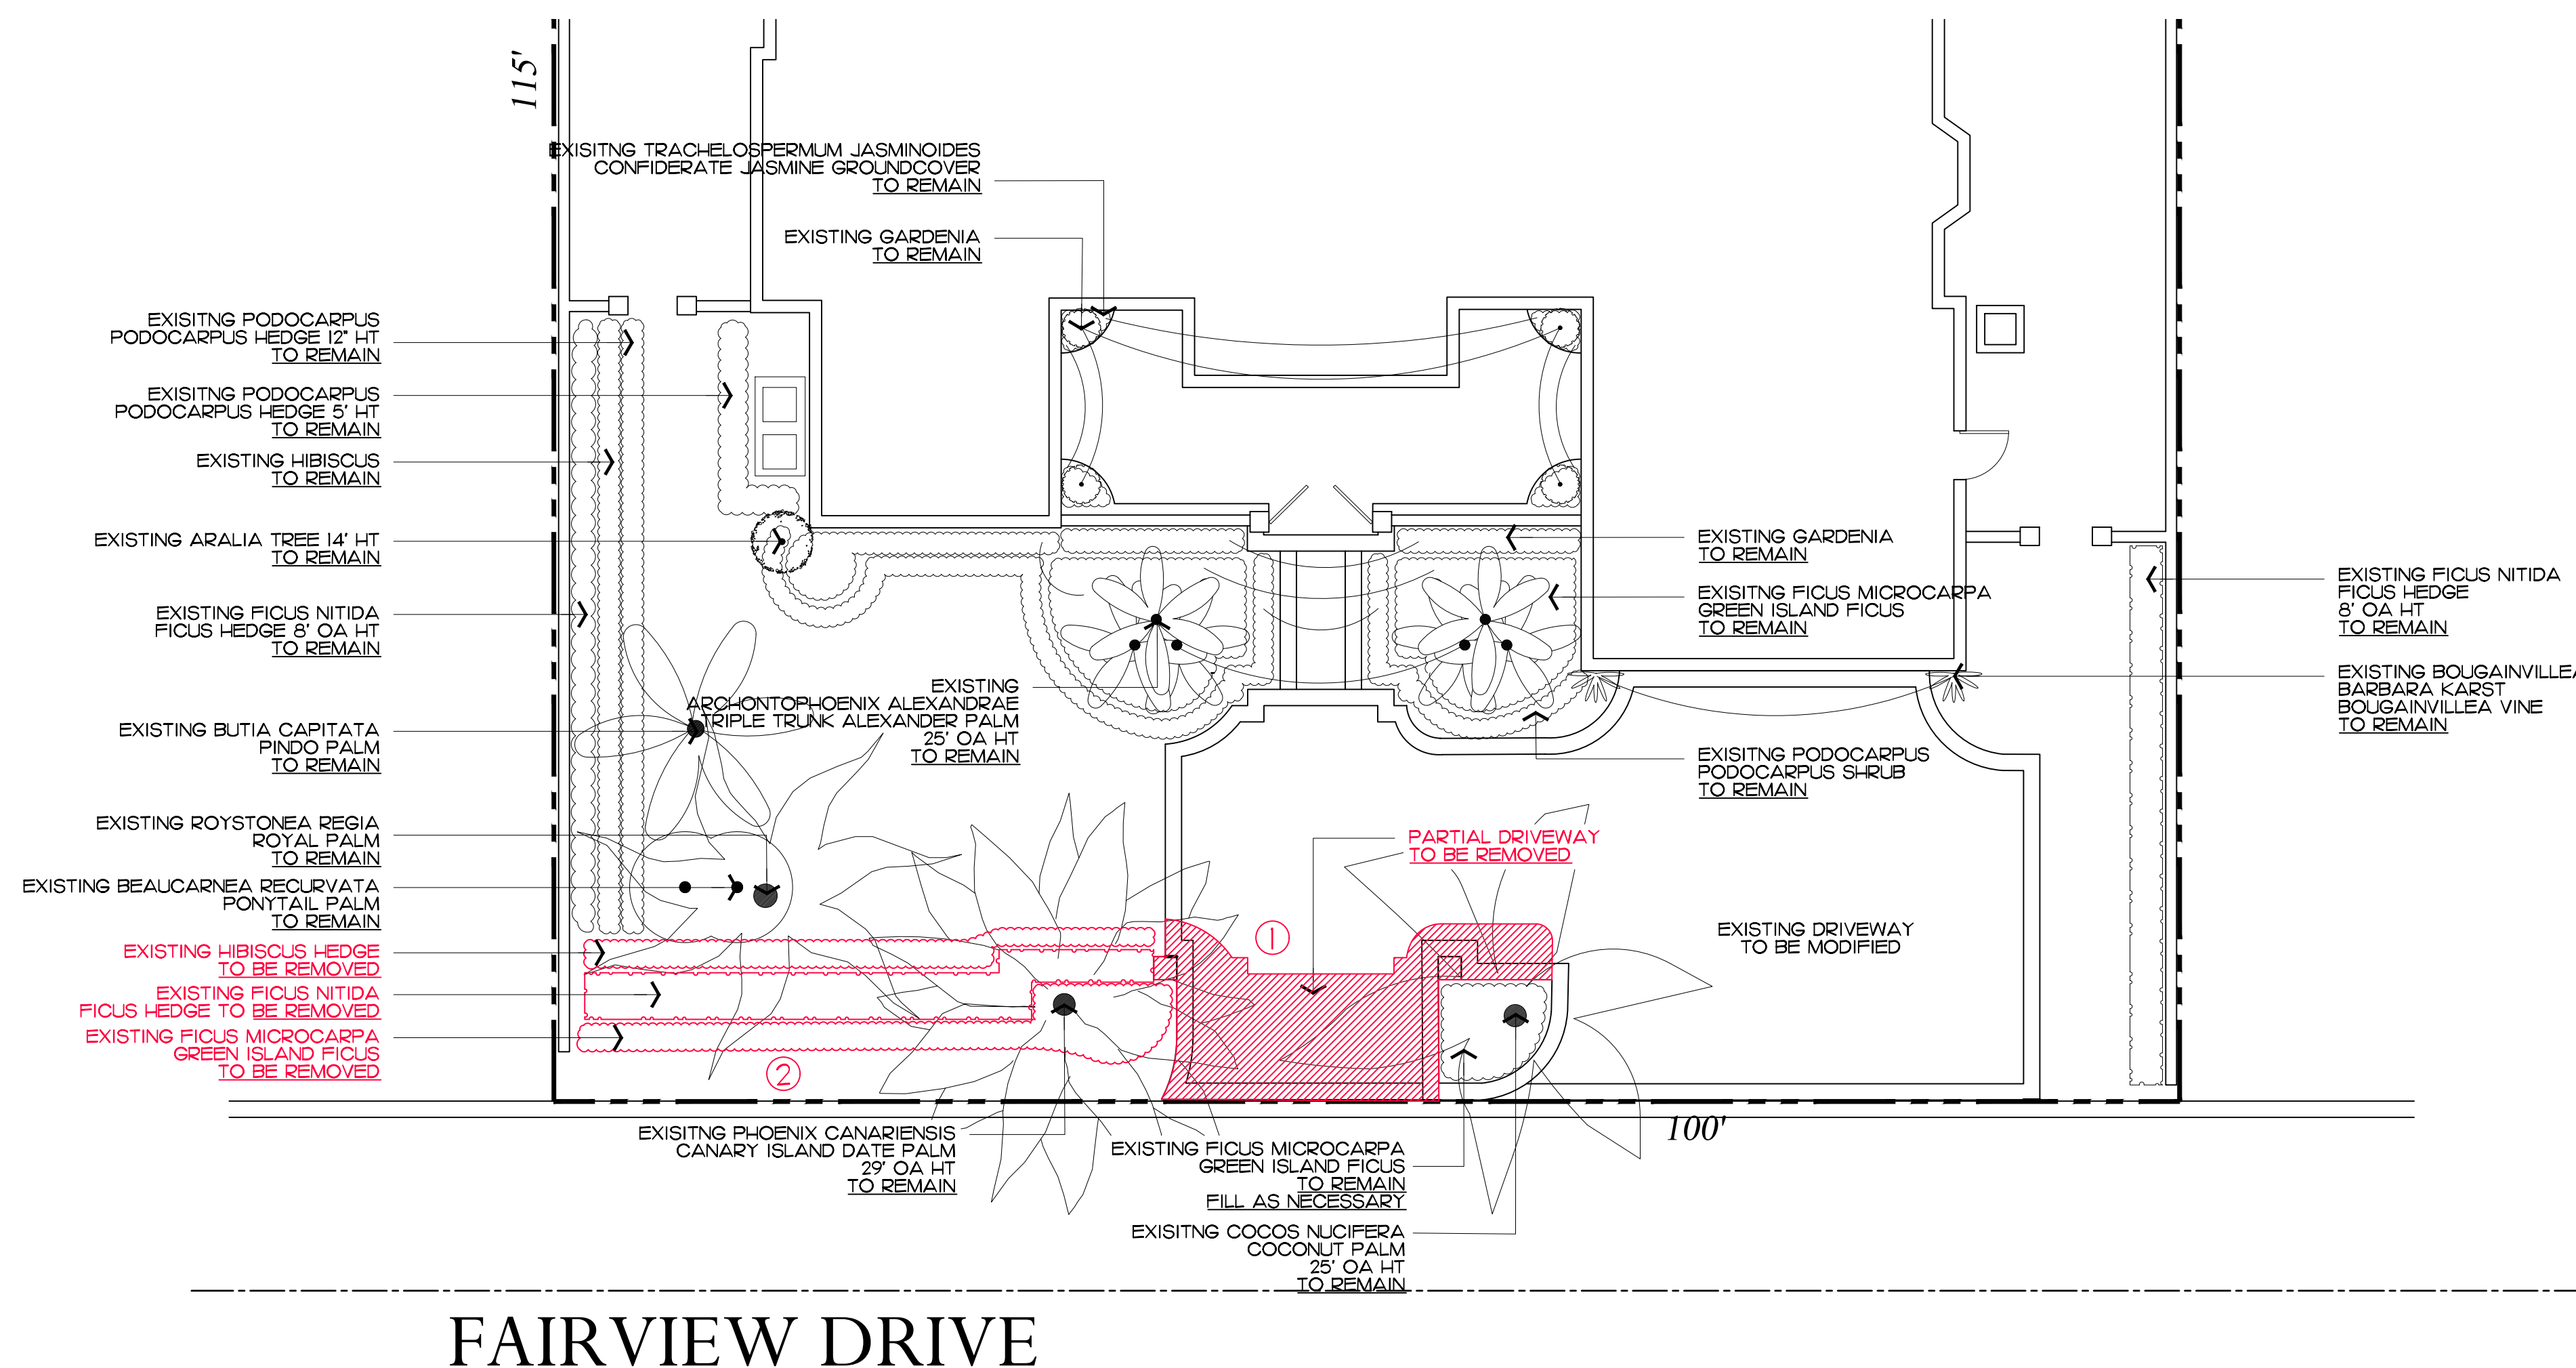 115'
EXISITNG TRACHELOSPERMUM JASMINOIDES
CONFIDERATE JASMINE GROUNDCOVER
TO REMAIN
EXISTING GARDENIA
TO REMAIN
EXISITNG PODOCARPUS
PODOCARPUS HEDGE 12" HT
TO REMAIN
EXISITNG PODOCARPUS
PODOCARPUS HEDGE 5' HT
TO REMAIN
EXISTING HIBISCUS
TO REMAIN
EXISTING ARALIA TREE 14' HT
TO REMAIN
EXISTING FICUS NITIDA
FICUS HEDGE 8' OA HT
TO REMAIN
EXISTING BUTIA CAPITATA
PINDO PALM
TO REMAIN
EXISTING ROYSTONEA REGIA
ROYAL PALM
TO REMAIN
EXISTING BEAUCARNEA RECURVATA
PONYTAIL PALM
TO REMAIN
EXISTING HIBISCUS HEDGE
TO BE REMOVED
EXISTING FICUS NITIDA
FICUS HEDGE TO BE REMOVED
EXISTING FICUS MICROCARPA
GREEN ISLAND FICUS
TO BE REMOVED
EXISTING
ARCHONTOPHOENIX ALEXANDRAE
TRIPLE TRUNK ALEXANDER PALM
25' OA HT
TO REMAIN
EXISTING GARDENIA
TO REMAIN
EXISITNG FICUS MICROCARPA
GREEN ISLAND FICUS
TO REMAIN
EXISITNG PODOCARPUS
PODOCARPUS SHRUB
TO REMAIN
EXISTING FICUS NITIDA
FICUS HEDGE
8' OA HT
TO REMAIN
EXISTING BOUGAINVILLEA
BARBARA KARST
BOUGAINVILLEA VINE
TO REMAIN
PARTIAL DRIVEWAY
TO BE REMOVED
EXISTING DRIVEWAY
TO BE MODIFIED
1
2
EXISITNG PHOENIX CANARIENSIS
CANARY ISLAND DATE PALM
29' OA HT
TO REMAIN
EXISTING FICUS MICROCARPA
GREEN ISLAND FICUS
TO REMAIN
FILL AS NECESSARY
EXISITNG COCOS NUCIFERA
COCONUT PALM
25' OA HT
TO REMAIN
100'
FAIRVIEW DRIVE